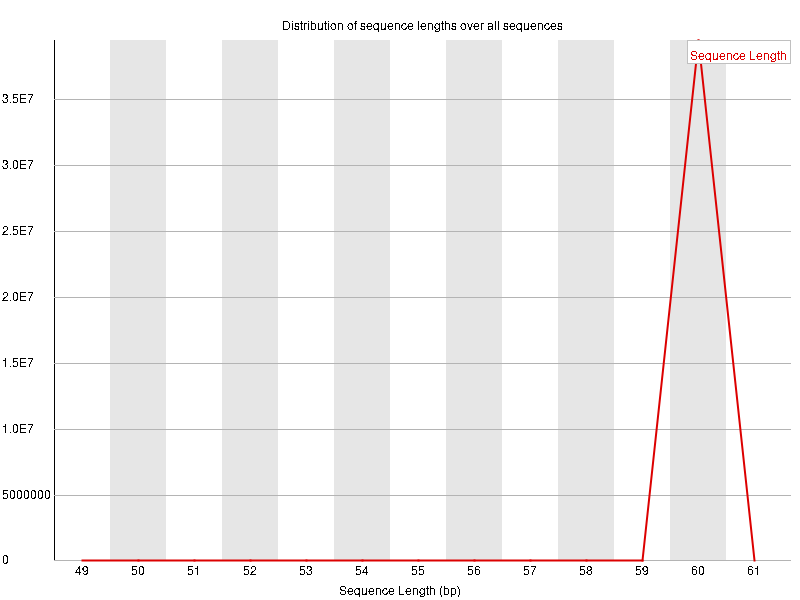 Distribution of sequence lengths over all sequences
Sequence Length
3.5E7
3.0E7
2.5E7
2.0E7
1.5E7
1.0E7
5000000
0
49 50 51 52 53 54 55 56 57 58 59 60 61
Sequence Length (bp)